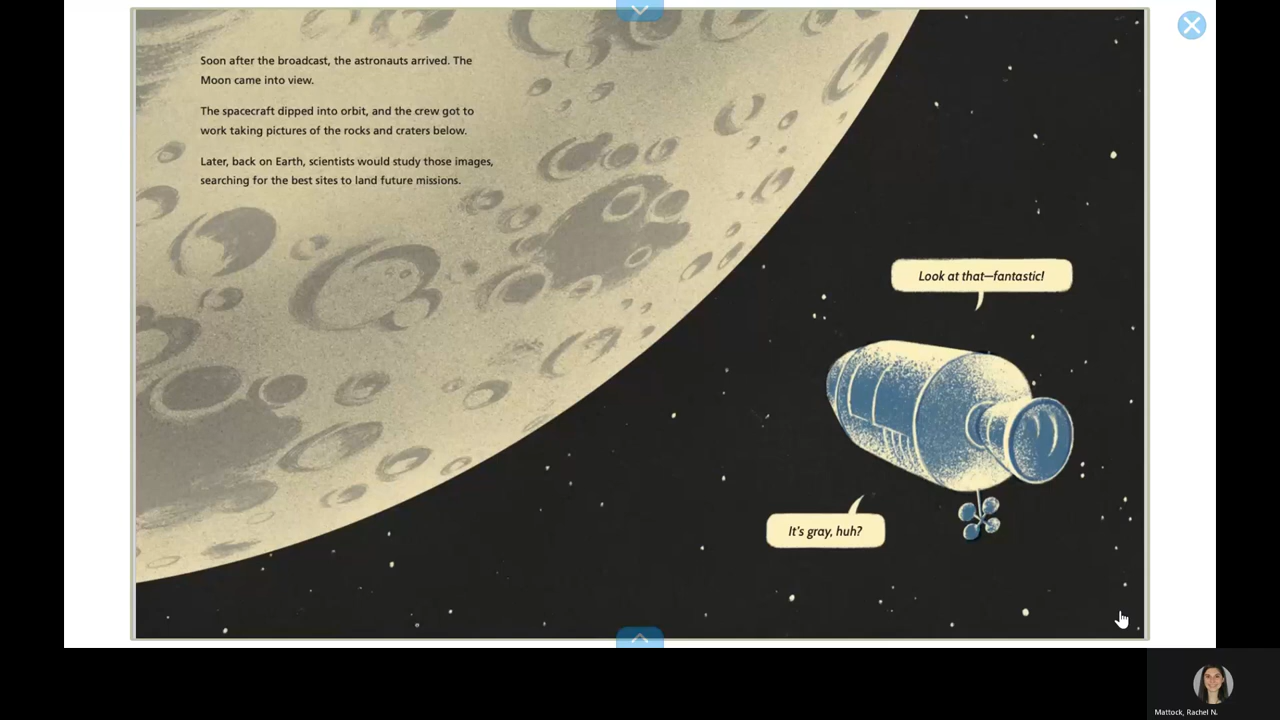 Soon after the broadcast, the astronauts arrived. The
Moon came into view.
The spacecraft dipped into orbit, and the crew got to
work taking pictures of the rocks and craters below.
Later, back on Earth, scientists would study those images,
searching for the best sites to land future missions.
Look at that—fantastic!
It's gray, huh?
Mattock, Rachel N.